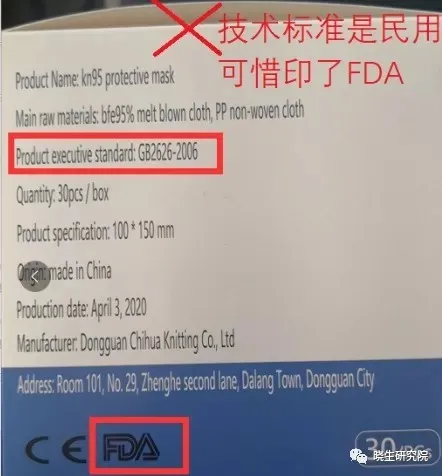 技术标准是民用
可惜印了FDA
Product Name: kn95 protective mask
Main raw materials: bfe95% melt blown cloth, PP non-woven cloth
Product executive standard: GB2626-2006
Quantity: 30pcs / box
Product specification: 100 * 150 mm
Origin: made in China
Production date: April 3, 2020
Manufacturer: Dongguan Chihua Knitting Co., Ltd
Address: Room 101, No. 29, Zhenghe second lane, Dalang Town, Dongguan City
CE FDA
30/PCS
晓生研究院